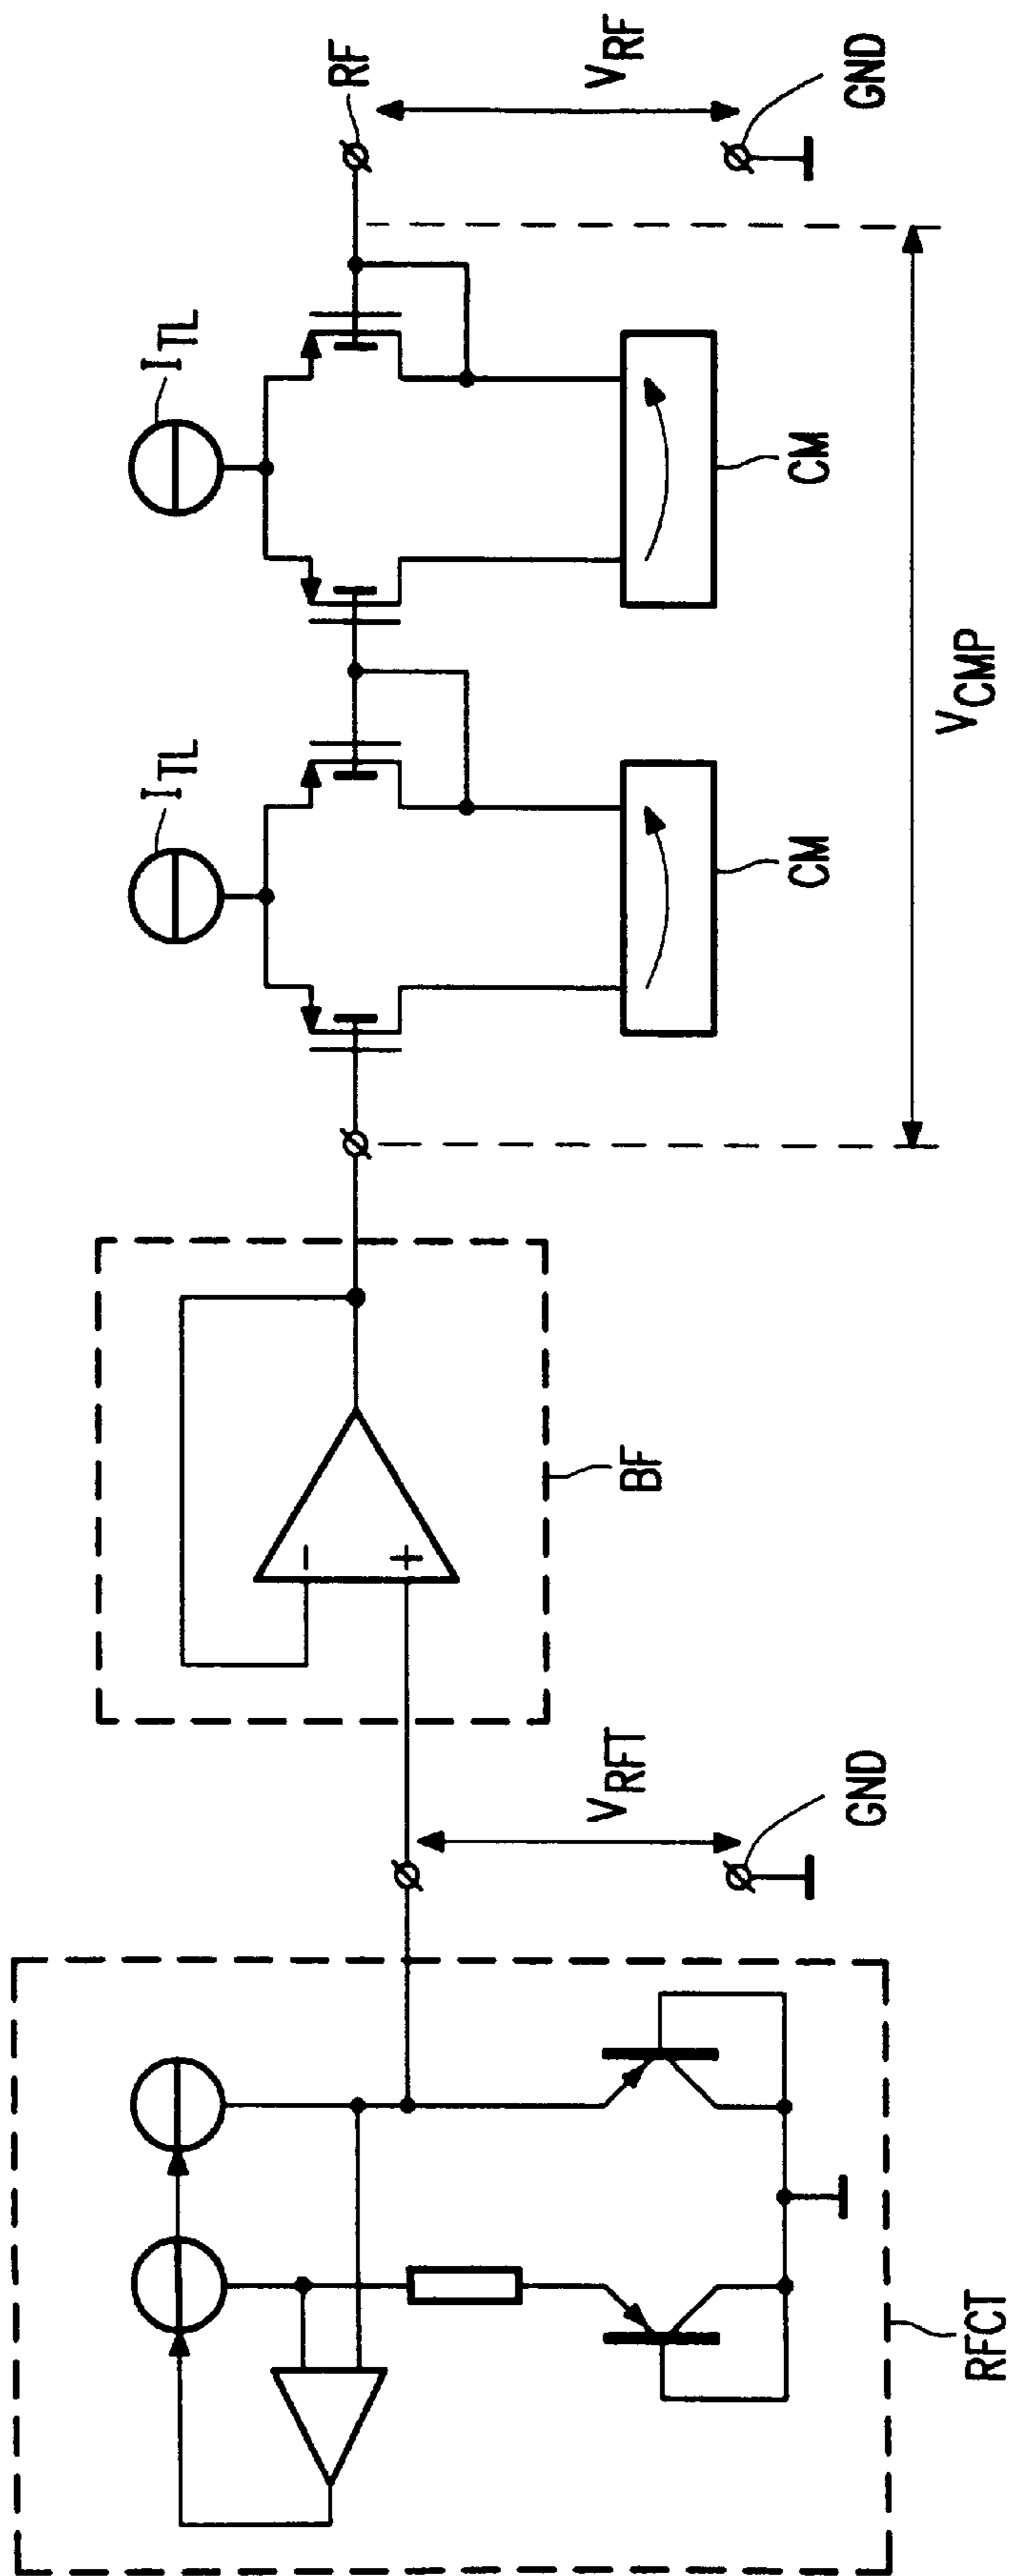 RFCT
V_RFT
GND
-
+
BF
I_TL
CM
I_TL
CM
V_CMP
RF
V_RF
GND